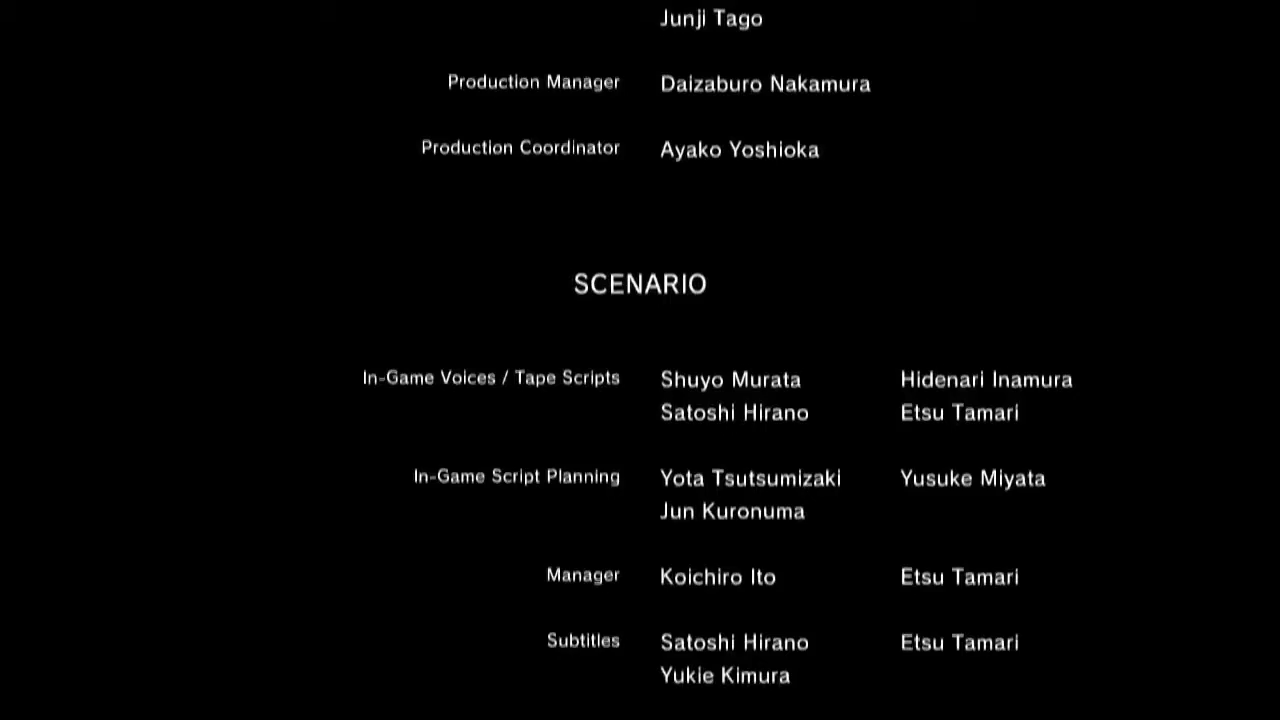 Junji Tago
Production Manager Daizaburo Nakamura
Production Coordinator Ayako Yoshioka
SCENARIO
In-Game Voices / Tape Scripts Shuyo Murata Hidenari Inamura
Satoshi Hirano Etsu Tamari
In-Game Script Planning Yota Tsutsumizaki Yusuke Miyata
Jun Kuronuma
Manager Koichiro Ito Etsu Tamari
Subtitles Satoshi Hirano Etsu Tamari
Yukie Kimura